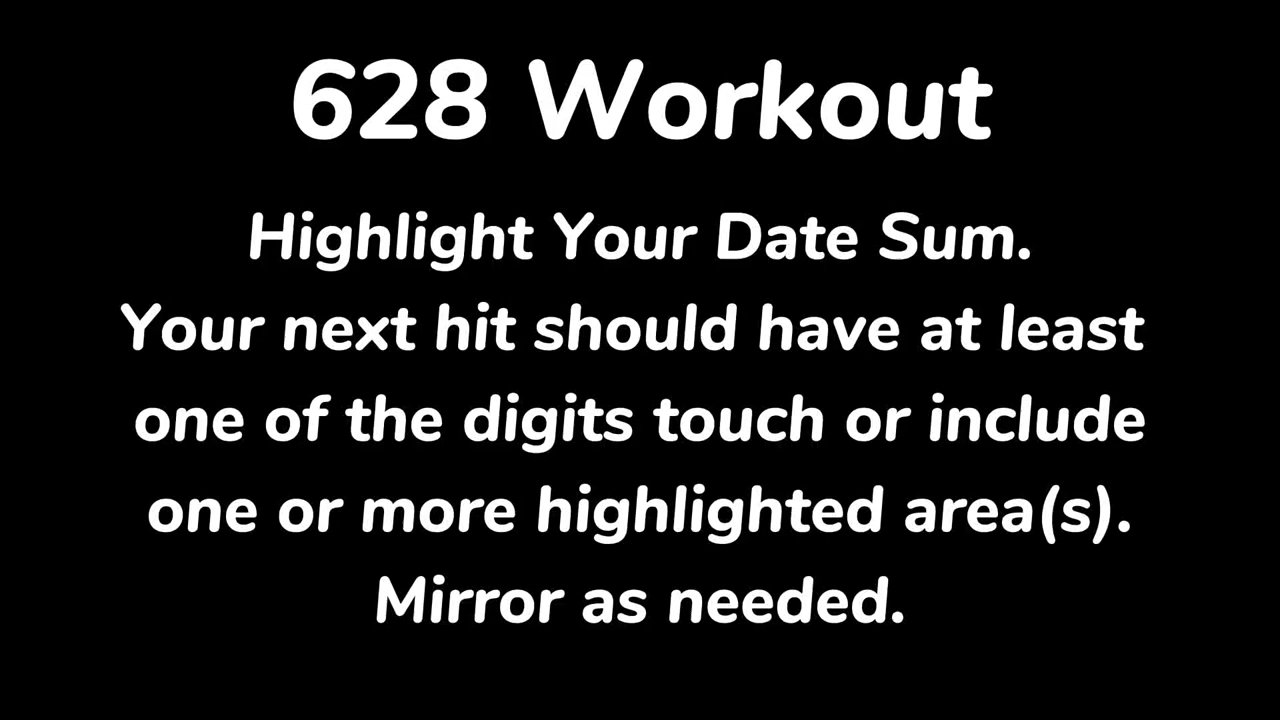 628 Workout
Highlight Your Date Sum.
Your next hit should have at least
one of the digits touch or include
one or more highlighted area(s).
Mirror as needed.